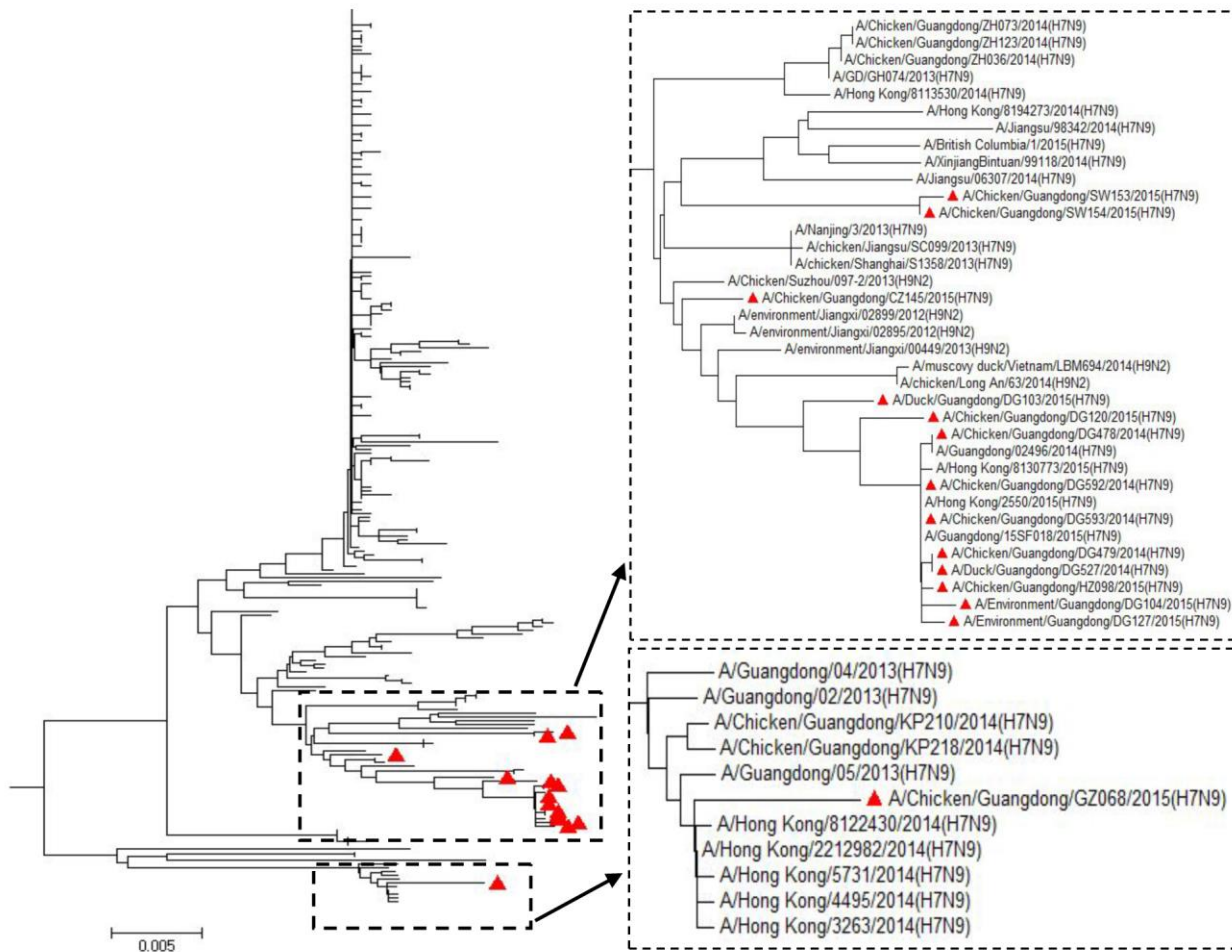 A/Chicken/Guangdong/ZH073/2014(H7N9)
A/Chicken/Guangdong/ZH123/2014(H7N9)
A/Chicken/Guangdong/ZH036/2014(H7N9)
A/GD/GH074/2013(H7N9)
A/Hong Kong/8113530/2014(H7N9)
A/Hong Kong/8194273/2014(H7N9)
A/Jiangsu/98342/2014(H7N9)
A/British Columbia/1/2015(H7N9)
A/XinjiangBintuan/99118/2014(H7N9)
A/Jiangsu/06307/2014(H7N9)
A/Chicken/Guangdong/SW153/2015(H7N9)
A/Chicken/Guangdong/SW154/2015(H7N9)
A/Nanjing/3/2013(H7N9)
A/chicken/Jiangsu/SC099/2013(H7N9)
A/chicken/Shanghai/S1358/2013(H7N9)
A/Chicken/Suzhou/097-2/2013(H9N2)
A/Chicken/Guangdong/CZ145/2015(H7N9)
A/environment/Jiangxi/02899/2012(H9N2)
A/environment/Jiangxi/02895/2012(H9N2)
A/environment/Jiangxi/00449/2013(H9N2)
A/muscovy duck/Vietnam/LBM694/2014(H9N2)
A/chicken/Long An/63/2014(H9N2)
A/Duck/Guangdong/DG103/2015(H7N9)
A/Chicken/Guangdong/DG120/2015(H7N9)
A/Chicken/Guangdong/DG478/2014(H7N9)
A/Guangdong/02496/2014(H7N9)
A/Hong Kong/8130773/2015(H7N9)
A/Chicken/Guangdong/DG592/2014(H7N9)
A/Hong Kong/2550/2015(H7N9)
A/Chicken/Guangdong/DG593/2014(H7N9)
A/Guangdong/15SF018/2015(H7N9)
A/Chicken/Guangdong/DG479/2014(H7N9)
A/Duck/Guangdong/DG527/2014(H7N9)
A/Chicken/Guangdong/HZ098/2015(H7N9)
A/Environment/Guangdong/DG104/2015(H7N9)
A/Environment/Guangdong/DG127/2015(H7N9)
A/Guangdong/04/2013(H7N9)
A/Guangdong/02/2013(H7N9)
A/Chicken/Guangdong/KP210/2014(H7N9)
A/Chicken/Guangdong/KP218/2014(H7N9)
A/Guangdong/05/2013(H7N9)
A/Chicken/Guangdong/GZ068/2015(H7N9)
A/Hong Kong/8122430/2014(H7N9)
A/Hong Kong/2212982/2014(H7N9)
A/Hong Kong/5731/2014(H7N9)
A/Hong Kong/4495/2014(H7N9)
A/Hong Kong/3263/2014(H7N9)
0.005